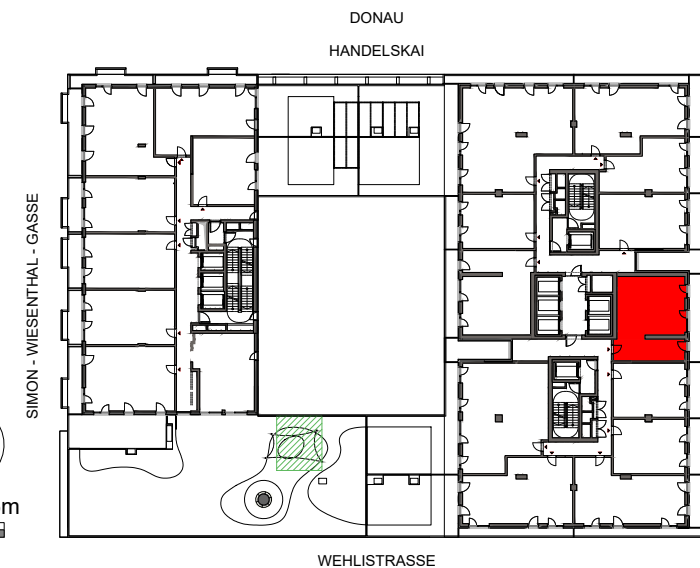 DONAU
HANDELSKAI
SIMON - WIESENTHAL - GASSE
m
WEHLISTRASSE